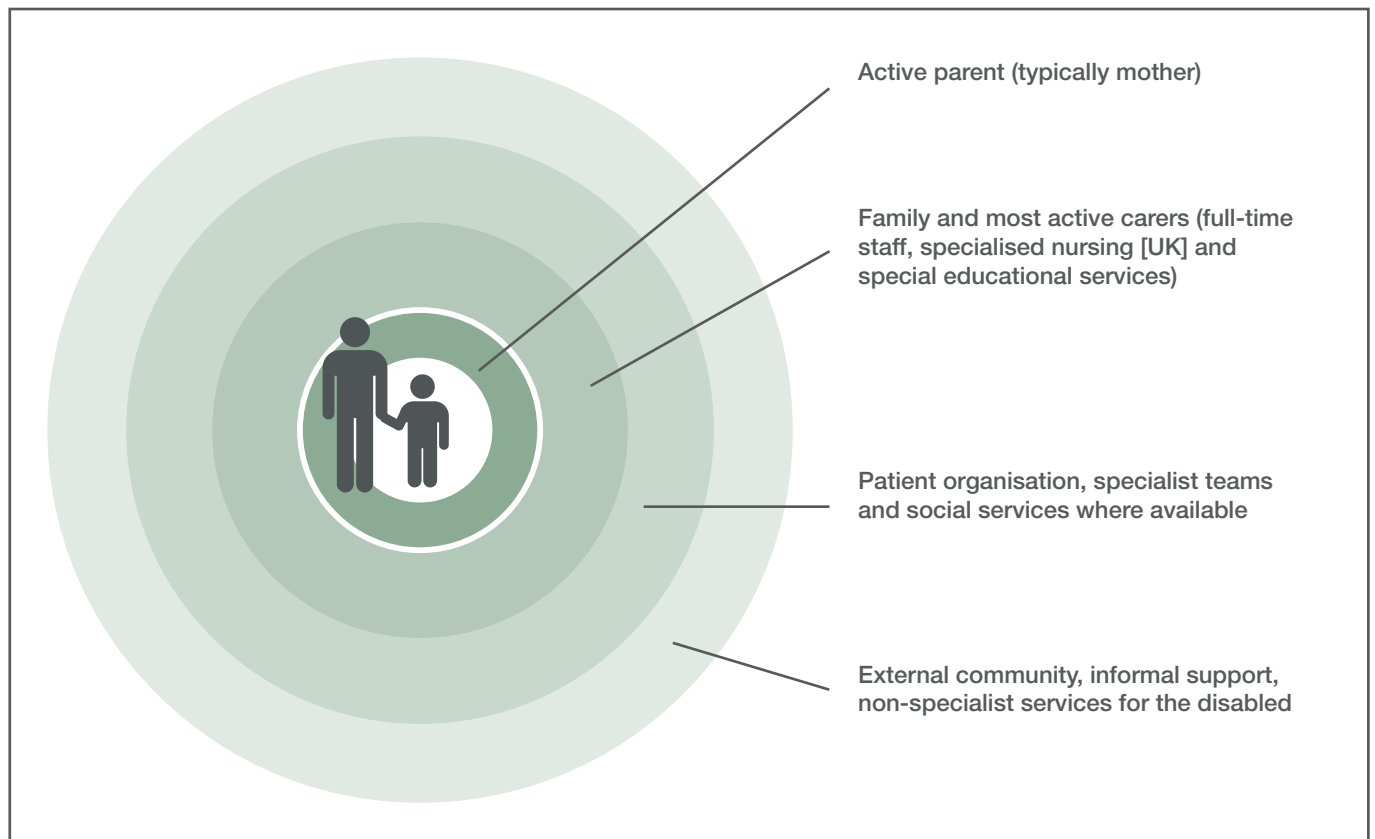 Active parent (typically mother)
Family and most active carers (full-time
staff, specialised nursing [UK] and
special educational services)
Patient organisation, specialist teams
and social services where available
External community, informal support,
non-specialist services for the disabled